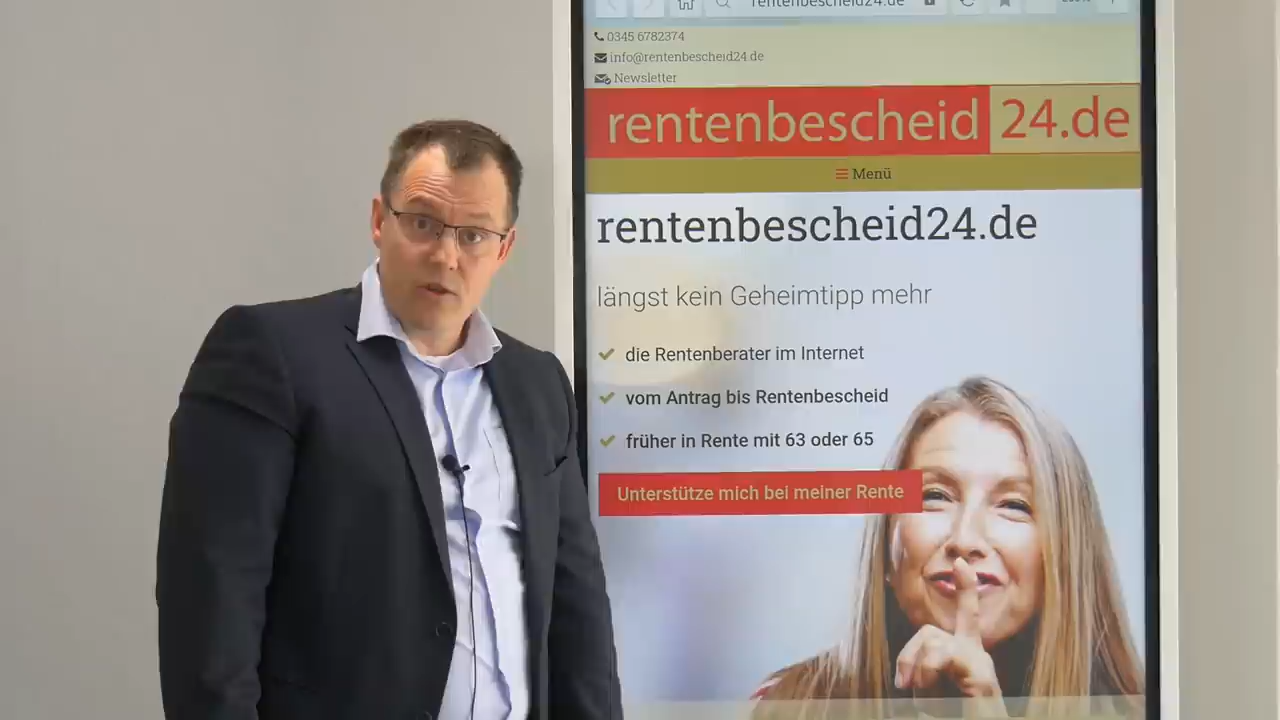 rentenbescheid24.de
0345 6782374
info@rentenbescheid24.de
Newsletter
rentenbescheid 24.de
Menü
rentenbescheid24.de
längst kein Geheimtipp mehr
die Rentenberater im Internet
vom Antrag bis Rentenbescheid
früher in Rente mit 63 oder 65
Unterstütze mich bei meiner Rente